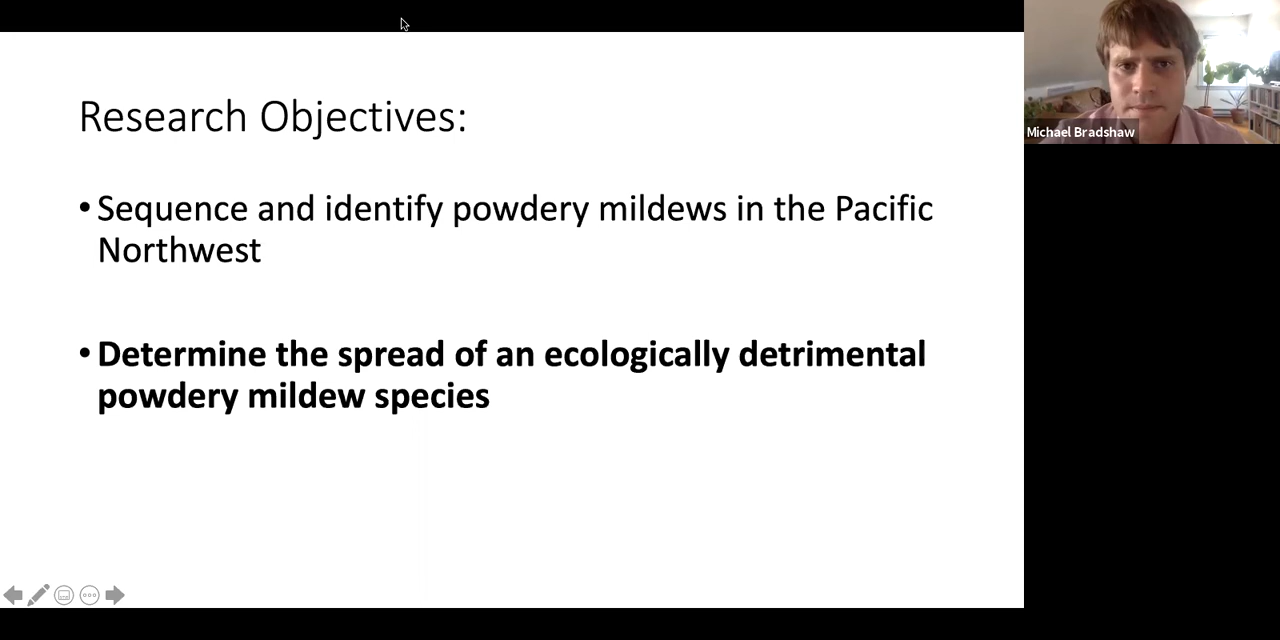 Research Objectives:
• Sequence and identify powdery mildews in the Pacific
Northwest
• Determine the spread of an ecologically detrimental
powdery mildew species
Michael Bradshaw